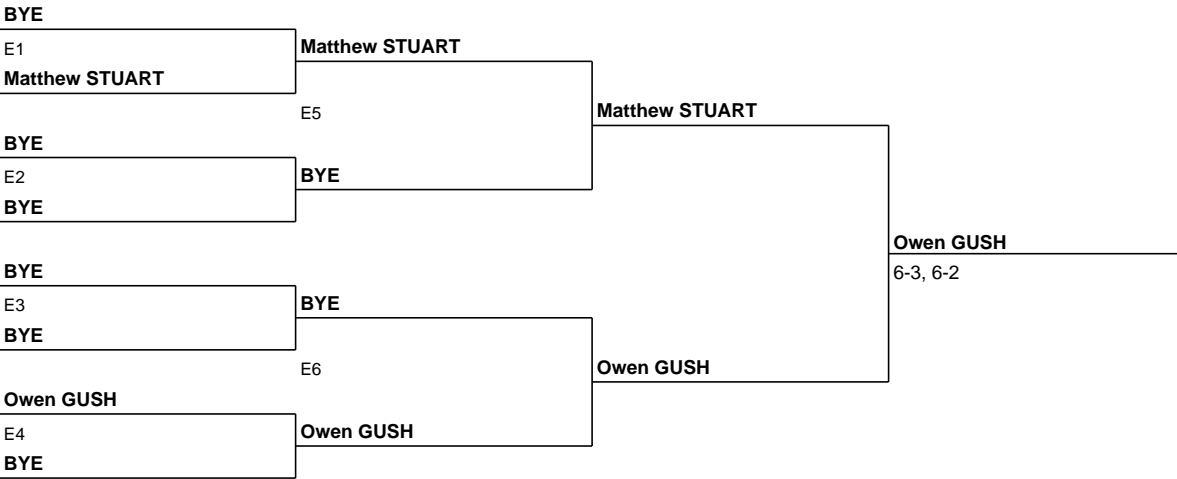 BYE
E1
Matthew STUART
Matthew STUART
E5
BYE
E2
BYE
BYE
Matthew STUART
BYE
E3
BYE
BYE
E6
Owen GUSH
E4
BYE
Owen GUSH
Owen GUSH
Owen GUSH
6-3, 6-2